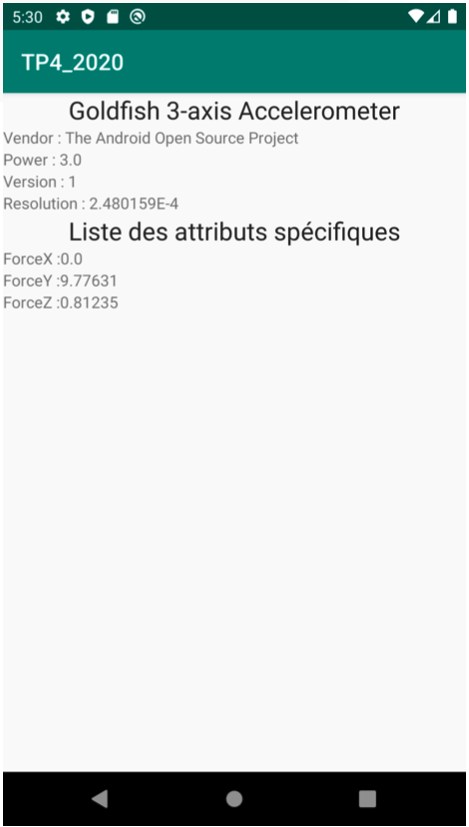 5:30
TP4_2020
Goldfish 3-axis Accelerometer
Vendor : The Android Open Source Project
Power : 3.0
Version : 1
Resolution : 2.480159E-4
Liste des attributs spécifiques
ForceX :0.0
ForceY :9.77631
ForceZ :0.81235